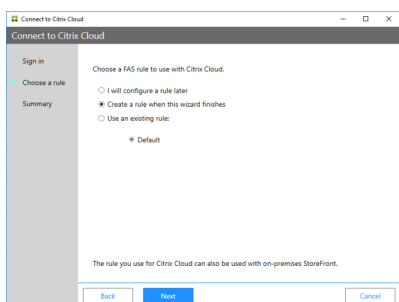 Connect to Citrix Cloud
Connect to Citrix Cloud
Sign in
Choose a rule
Summary
Choose a FAS rule to use with Citrix Cloud.
I will configure a rule later
Create a rule when this wizard finishes
Use an existing rule:
Default
The rule you use for Citrix Cloud can also be used with on-premises StoreFront.
Back
Next
Cancel